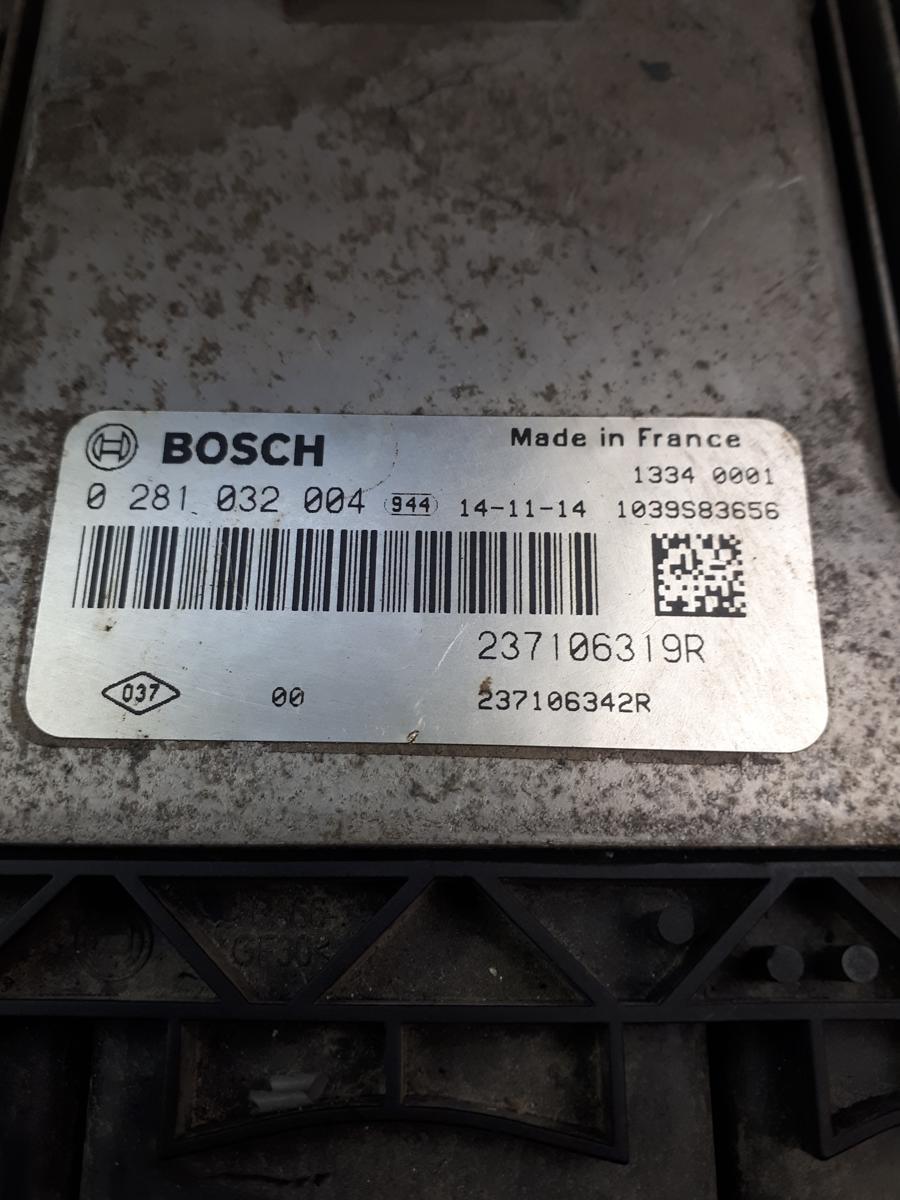 BOSCH
Made in France
1334 0001
0 281 032 004 944 14-11-14 1039S83656
237106319R
037 00 237106342R
GF30